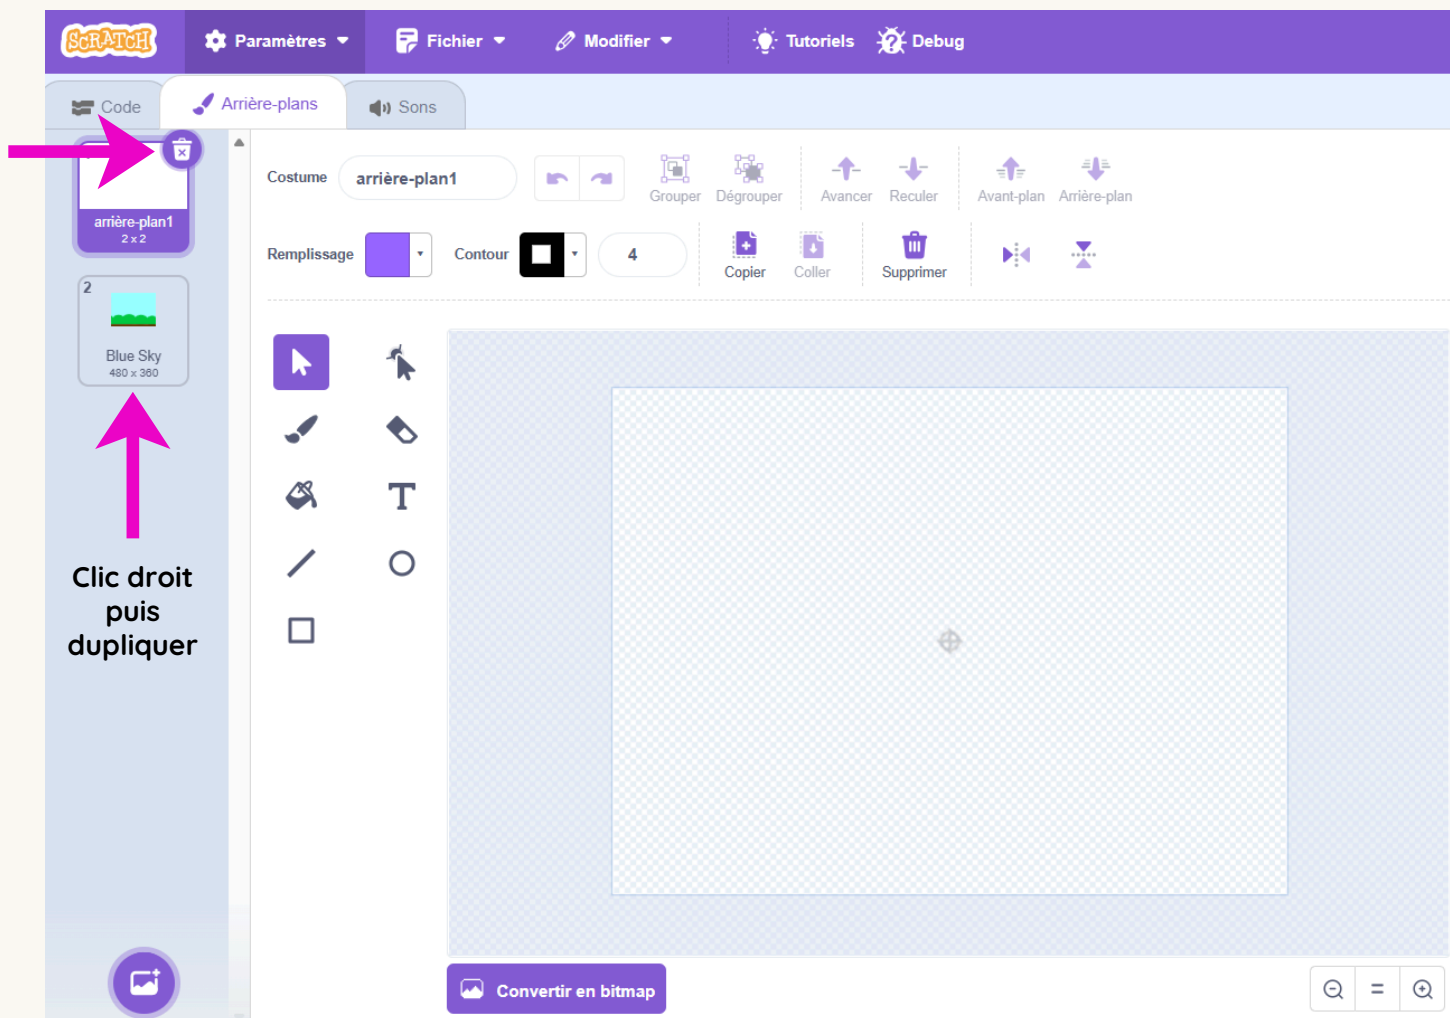 SCRATCH Paramètres Fichier Modifier Tutoriels Debug
Code Arrière-plans Sons
arrière-plan1
2 x 2
2
Blue Sky
480 x 360
Clic droit
puis
dupliquer
Costume arrière-plan1 Grouper Dégrouper Avancer Reculer Avant-plan Arrière-plan
Remplissage Contour 4 Copier Coller Supprimer
T
Convertir en bitmap
=